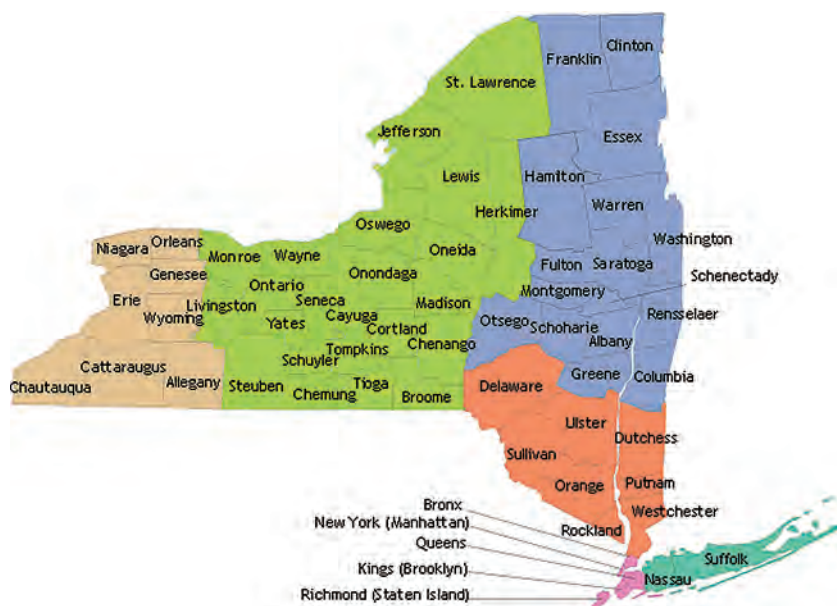 Clinton
Franklin
St. Lawrence
Jefferson
Essex
Lewis
Hamilton
Warren
Herkimer
Oswego
Washington
Niagara
Orleans
Monroe
Wayne
Oneida
Saratoga
Fulton
Genesee
Onondaga
Schenectady
Ontario
Montgomery
Erie
Livingston
Seneca
Madison
Rensselaer
Wyoming
Cayuga
Yates
Cortland
Otsego
Schoharie
Albany
Chenango
Tompkins
Schuyler
Cattaraugus
Greene
Columbia
Chautauqua
Allegany
Steuben
Tioga
Chemung
Broome
Delaware
Ulster
Dutchess
Sullivan
Orange
Putnam
Westchester
Bronx
New York (Manhattan)
Rockland
Queens
Suffolk
Kings (Brooklyn)
Nassau
Richmond (Staten Island)